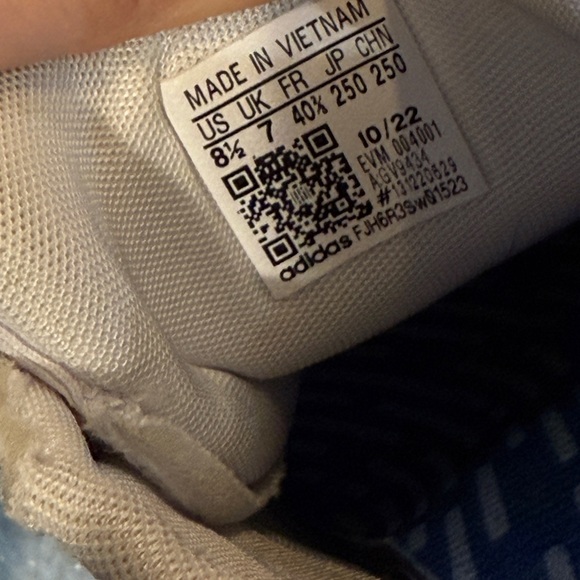 MADE IN VIETNAM
US UK FR JP CHN
8½ 7 40⅔ 250 250
10/22
EVM 004001
AGV9434
#131220629
adidas FJH6R3Sw01523